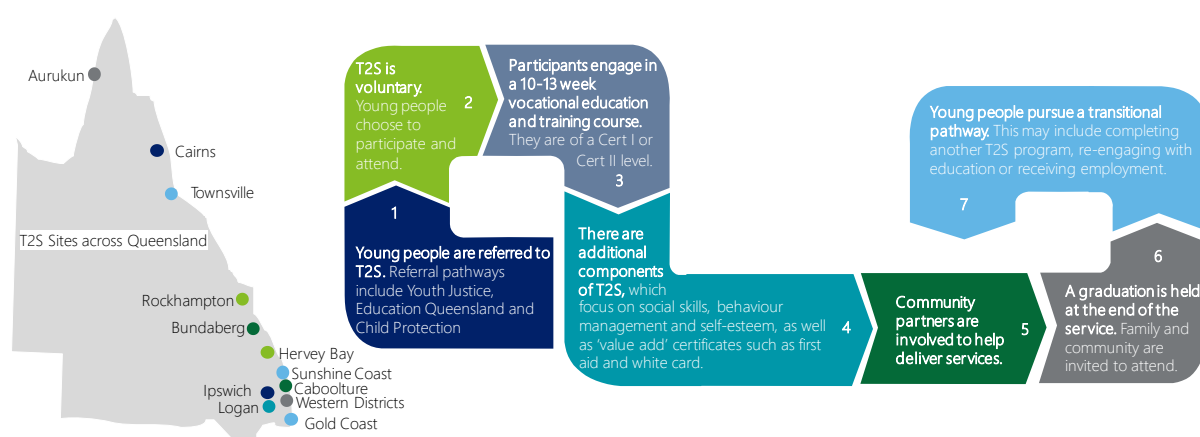 Aurukun
Cairns
Townsville
T2S Sites across Queensland
Rockhampton
Bundaberg
Hervey Bay
Sunshine Coast
Caboolture
Ipswich
Western Districts
Logan
Gold Coast
1
Young people are referred to
T2S. Referral pathways
include Youth Justice,
Education Queensland and
Child Protection
T2S is
voluntary.
Young people
choose to
participate and
attend.
2
Participants engage in
a 10-13 week
vocational education
and training course.
They are of a Cert I or
Cert II level.
3
There are
additional
components
of T2S, which
focus on social skills, behaviour
management and self-esteem, as well
as ‘value add’ certificates such as first
aid and white card.
4
Community
partners are
involved to help
deliver services.
5
6
A graduation is held
at the end of the
service. Family and
community are
invited to attend.
Young people pursue a transitional
pathway. This may include completing
another T2S program, re-engaging with
education or receiving employment.
7